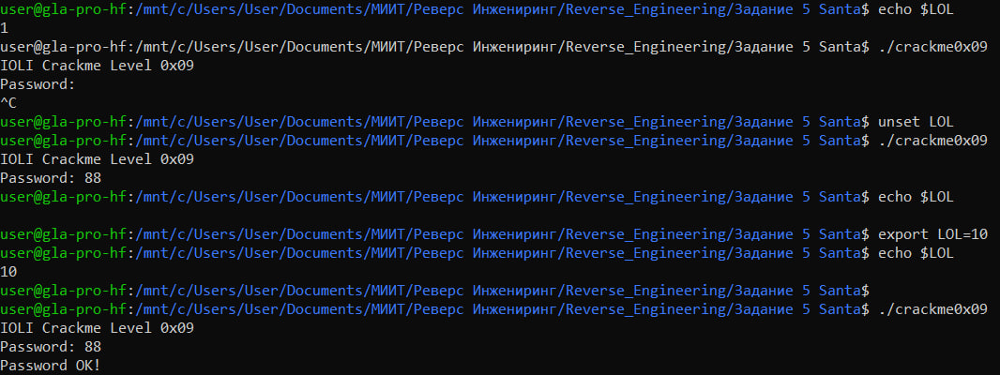 user@gla-pro-hf:/mnt/c/Users/User/Documents/МИИТ/Реверс Инжениринг/Reverse_Engineering/Задание 5 Santa$ echo $LOL
1
user@gla-pro-hf:/mnt/c/Users/User/Documents/МИИТ/Реверс Инжениринг/Reverse_Engineering/Задание 5 Santa$ ./crackme0x09
IOLI Crackme Level 0x09
Password:
^C
user@gla-pro-hf:/mnt/c/Users/User/Documents/МИИТ/Реверс Инжениринг/Reverse_Engineering/Задание 5 Santa$ unset LOL
user@gla-pro-hf:/mnt/c/Users/User/Documents/МИИТ/Реверс Инжениринг/Reverse_Engineering/Задание 5 Santa$ ./crackme0x09
IOLI Crackme Level 0x09
Password: 88
user@gla-pro-hf:/mnt/c/Users/User/Documents/МИИТ/Реверс Инжениринг/Reverse_Engineering/Задание 5 Santa$ echo $LOL
user@gla-pro-hf:/mnt/c/Users/User/Documents/МИИТ/Реверс Инжениринг/Reverse_Engineering/Задание 5 Santa$ export LOL=10
user@gla-pro-hf:/mnt/c/Users/User/Documents/МИИТ/Реверс Инжениринг/Reverse_Engineering/Задание 5 Santa$ echo $LOL
10
user@gla-pro-hf:/mnt/c/Users/User/Documents/МИИТ/Реверс Инжениринг/Reverse_Engineering/Задание 5 Santa$
user@gla-pro-hf:/mnt/c/Users/User/Documents/МИИТ/Реверс Инжениринг/Reverse_Engineering/Задание 5 Santa$ ./crackme0x09
IOLI Crackme Level 0x09
Password: 88
Password OK!